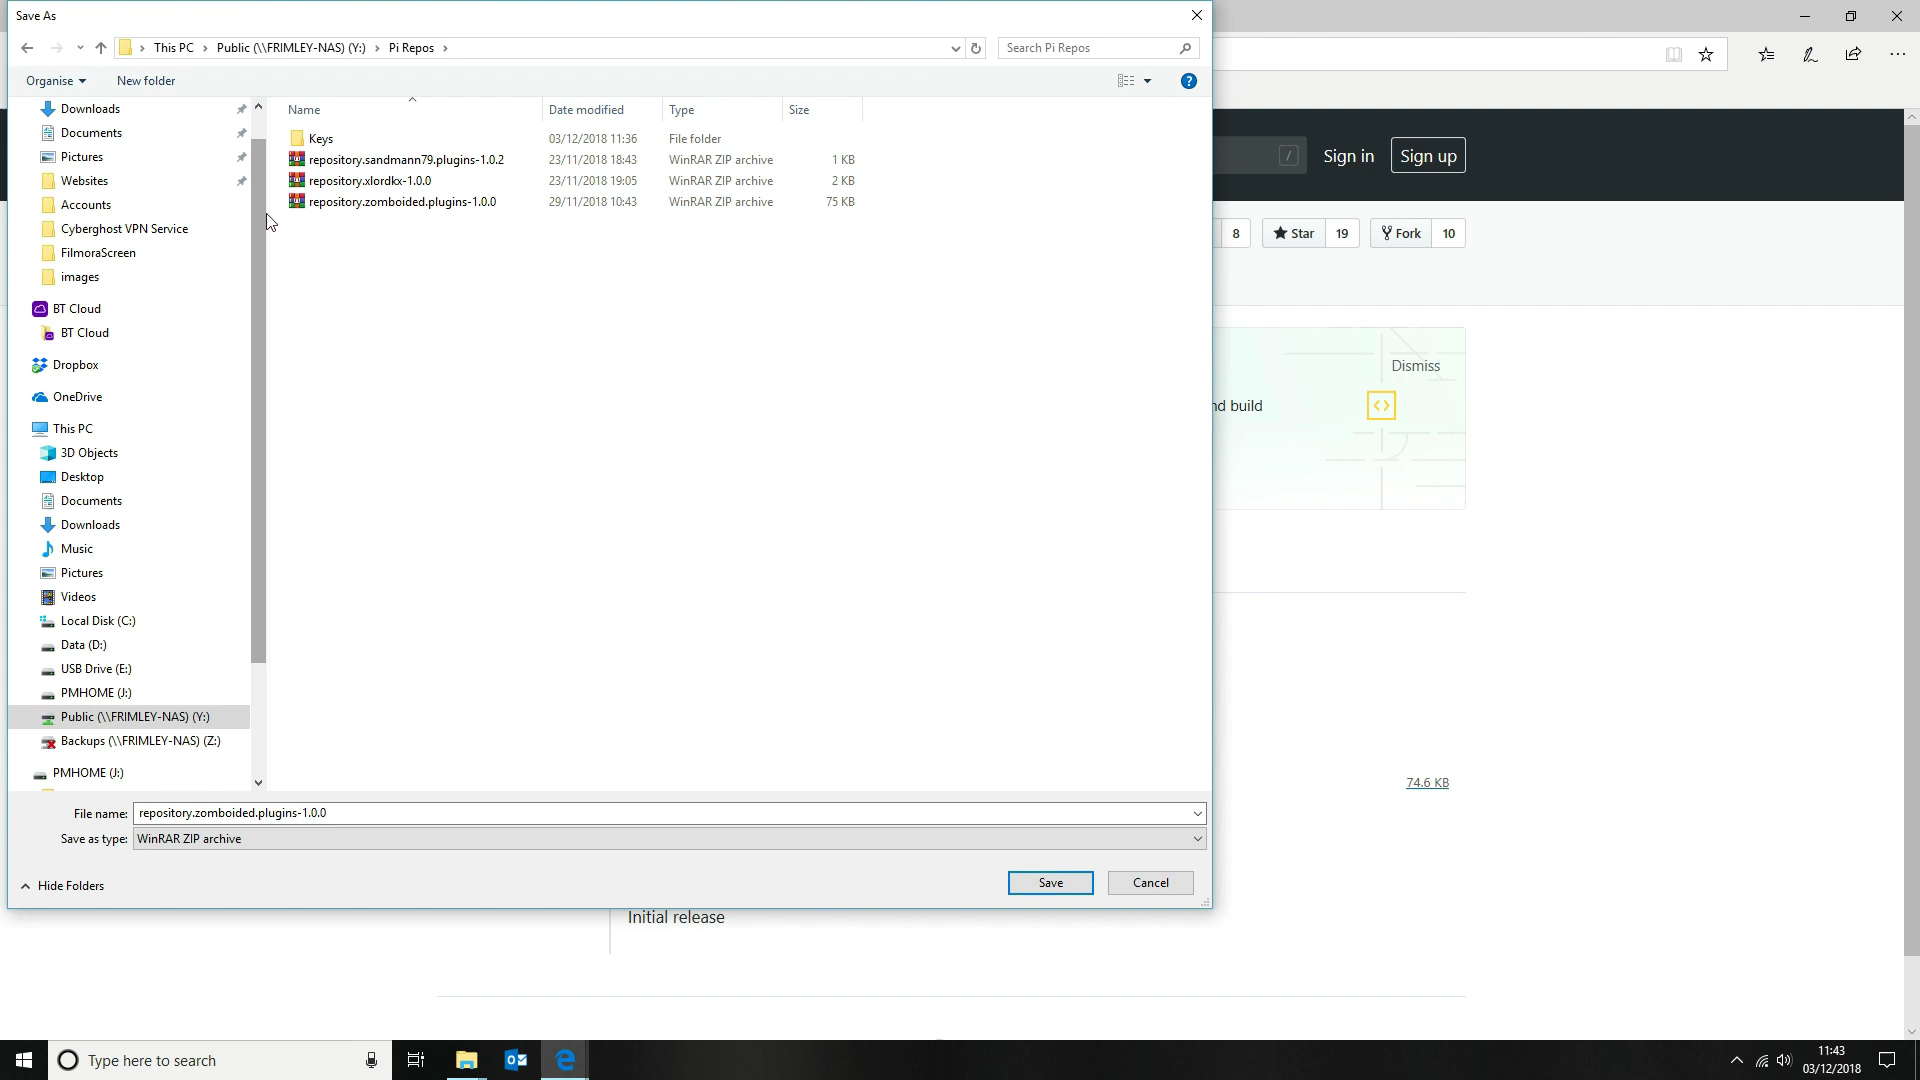 Save As
This PC > Public (\\FRIMLEY-NAS) (Y:) > Pi Repos >
Search Pi Repos
Organise
New folder
Name
Date modified
Type
Size
Keys 03/12/2018 11:36 File folder
repository.sandmann79.plugins-1.0.2 23/11/2018 18:43 WinRAR ZIP archive 1 KB
repository.xlordkx-1.0.0 23/11/2018 19:05 WinRAR ZIP archive 2 KB
repository.zomboided.plugins-1.0.0 29/11/2018 10:43 WinRAR ZIP archive 75 KB
Downloads
Documents
Pictures
Websites
Accounts
Cyberghost VPN Service
FilmoraScreen
images
BT Cloud
BT Cloud
Dropbox
OneDrive
This PC
3D Objects
Desktop
Documents
Downloads
Music
Pictures
Videos
Local Disk (C:)
Data (D:)
USB Drive (E:)
PMHOME (J:)
Public (\\FRIMLEY-NAS) (Y:)
Backups (\\FRIMLEY-NAS) (Z:)
PMHOME (J:)
File name: repository.zomboided.plugins-1.0.0
Save as type: WinRAR ZIP archive
Hide Folders
Save
Cancel
/
Sign in
Sign up
8
Star 19
Fork 10
Dismiss
nd build
74.6 KB
Initial release
Type here to search
11:43
03/12/2018